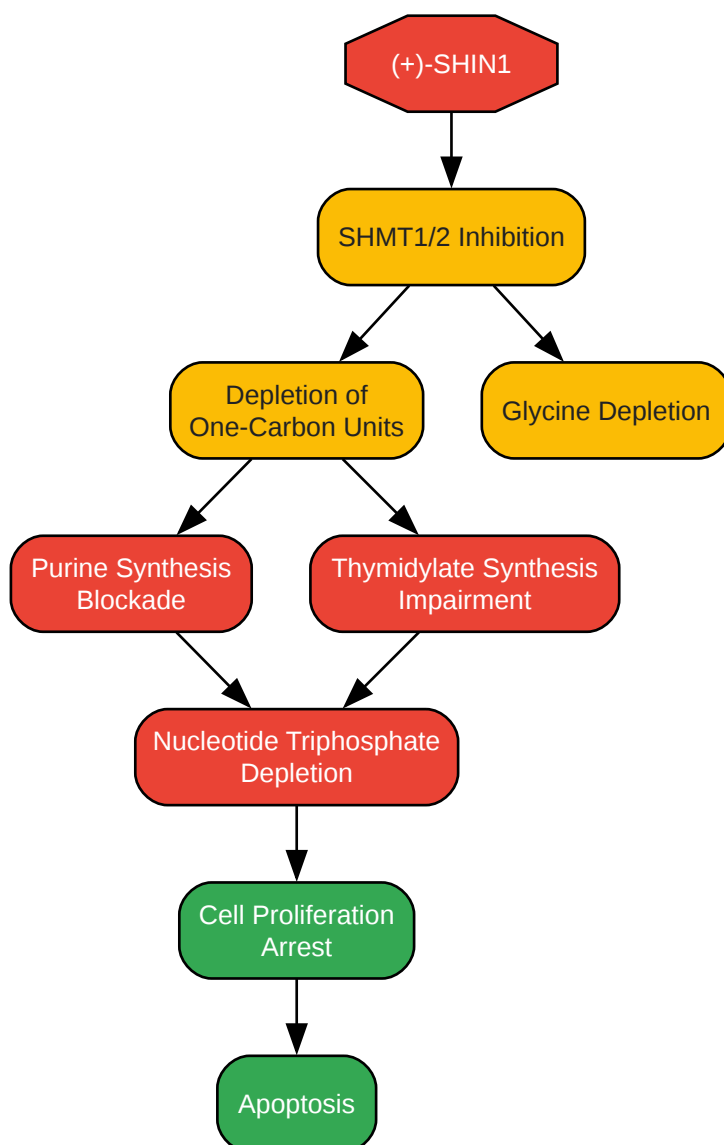 (+)-SHIN1
SHMT1/2 Inhibition
Depletion of
One-Carbon Units
Glycine Depletion
Purine Synthesis
Blockade
Thymidylate Synthesis
Impairment
Nucleotide Triphosphate
Depletion
Cell Proliferation
Arrest
Apoptosis